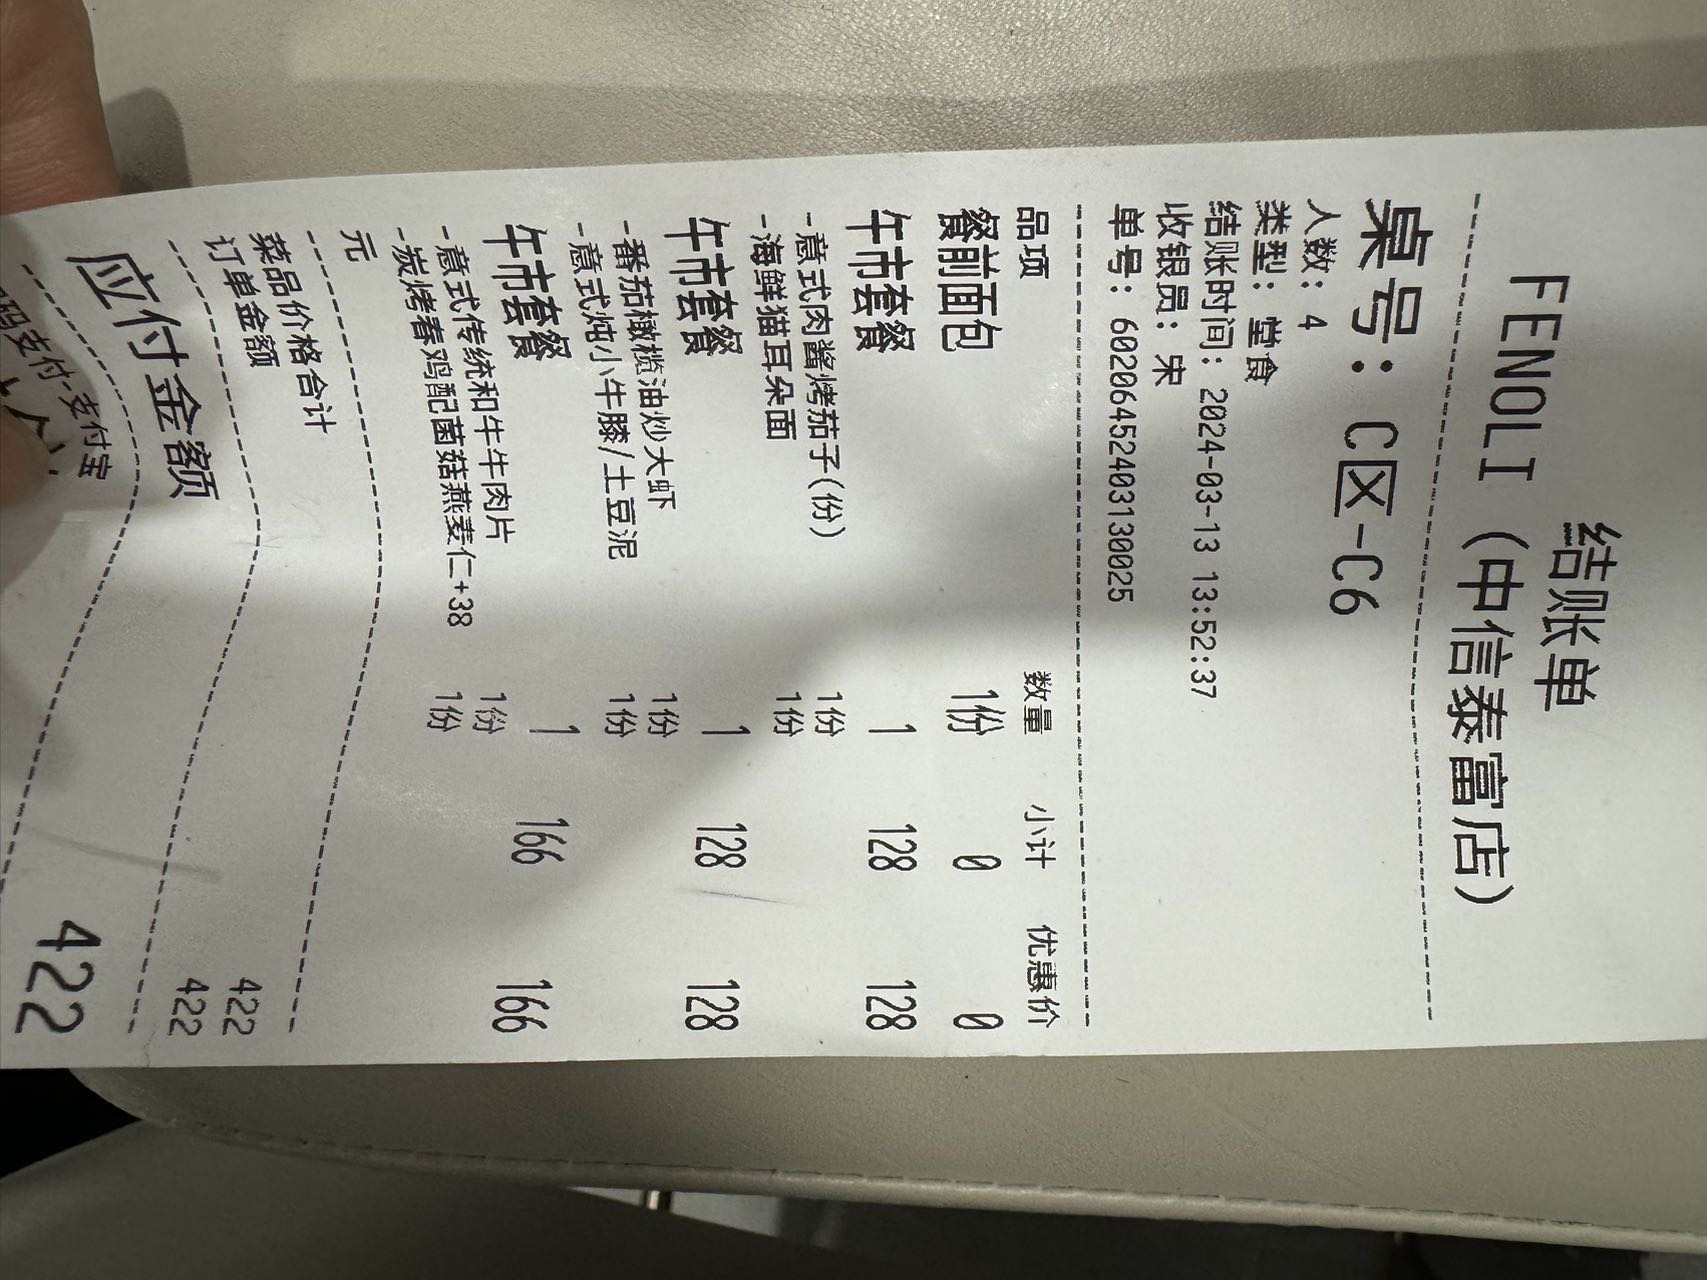 结账单
FENOLI (中信泰富店)
桌号: C区-C6
人数: 4
类型: 堂食
结账时间: 2024-03-13 13:52:37
收银员: 宋
单号: 6020645240313​0025
品项 数量 小计 优惠价
餐前面包 1份 0 0
午市套餐 1 128 128
-意式肉酱烤茄子(份) 1份
-海鲜猫耳朵面 1份
午市套餐 1 128 128
-番茄橄榄油炒大虾 1份
-意式炖小牛膝/土豆泥 1份
午市套餐 1 166 166
-意式传统和牛牛肉片 1份
-炭烤春鸡配菌菇燕麦仁+38 1份
元
菜品价格合计 422
订单金额 422
应付金额 422
码支付-支付宝